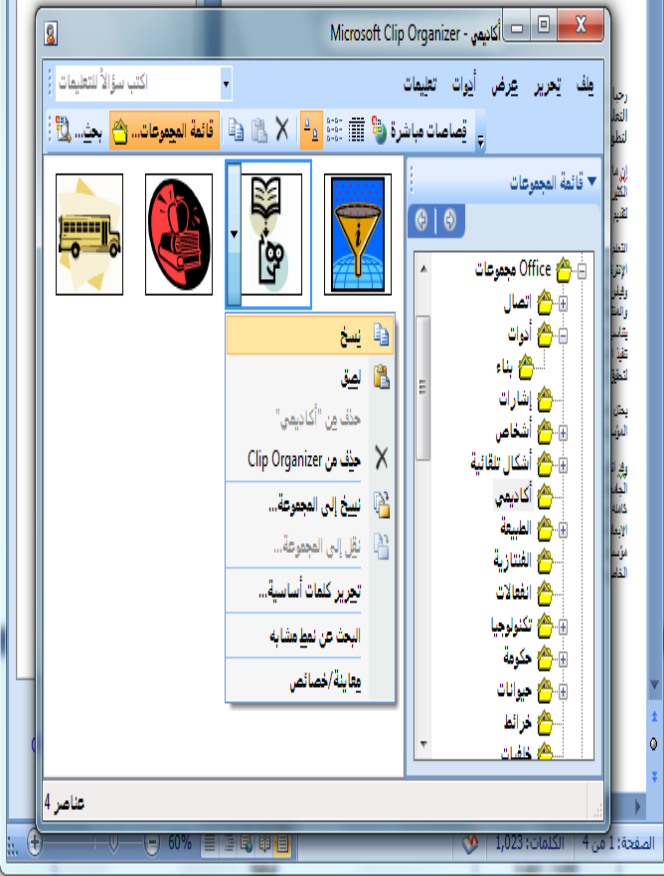 أكاديمي - Microsoft Clip Organizer
ملف تحرير عرض أدوات تعليمات
اكتب سؤالاً للتعليمات
قصاصات مباشرة
قائمة المجموعات...
بحث...
قائمة المجموعات
Office مجموعات
اتصال
أدوات
بناء
إشارات
أشخاص
أشكال تلقائية
أكاديمي
الطبيعة
الفنتازية
انفعالات
تكنولوجيا
حكومة
حيوانات
خرائط
خلفيات
نسخ
لصق
حذف من "أكاديمي"
حذف من Clip Organizer
نسخ إلى المجموعة...
نقل إلى المجموعة...
تحرير كلمات أساسية...
البحث عن نمط مشابه
معاينة/خصائص
عناصر 4
الصفحة: 1 من 4
الكلمات: 1,023
60%